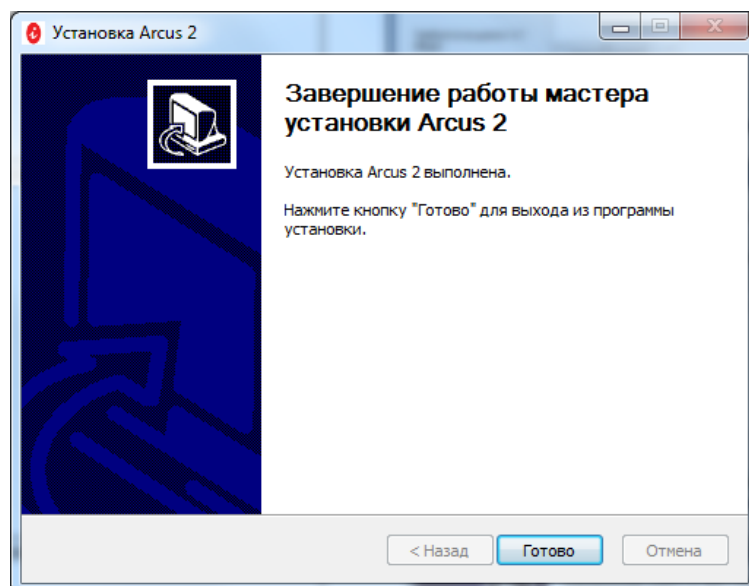 Установка Arcus 2
Завершение работы мастера
установки Arcus 2
Установка Arcus 2 выполнена.
Нажмите кнопку "Готово" для выхода из программы
установки.
< Назад
Готово
Отмена